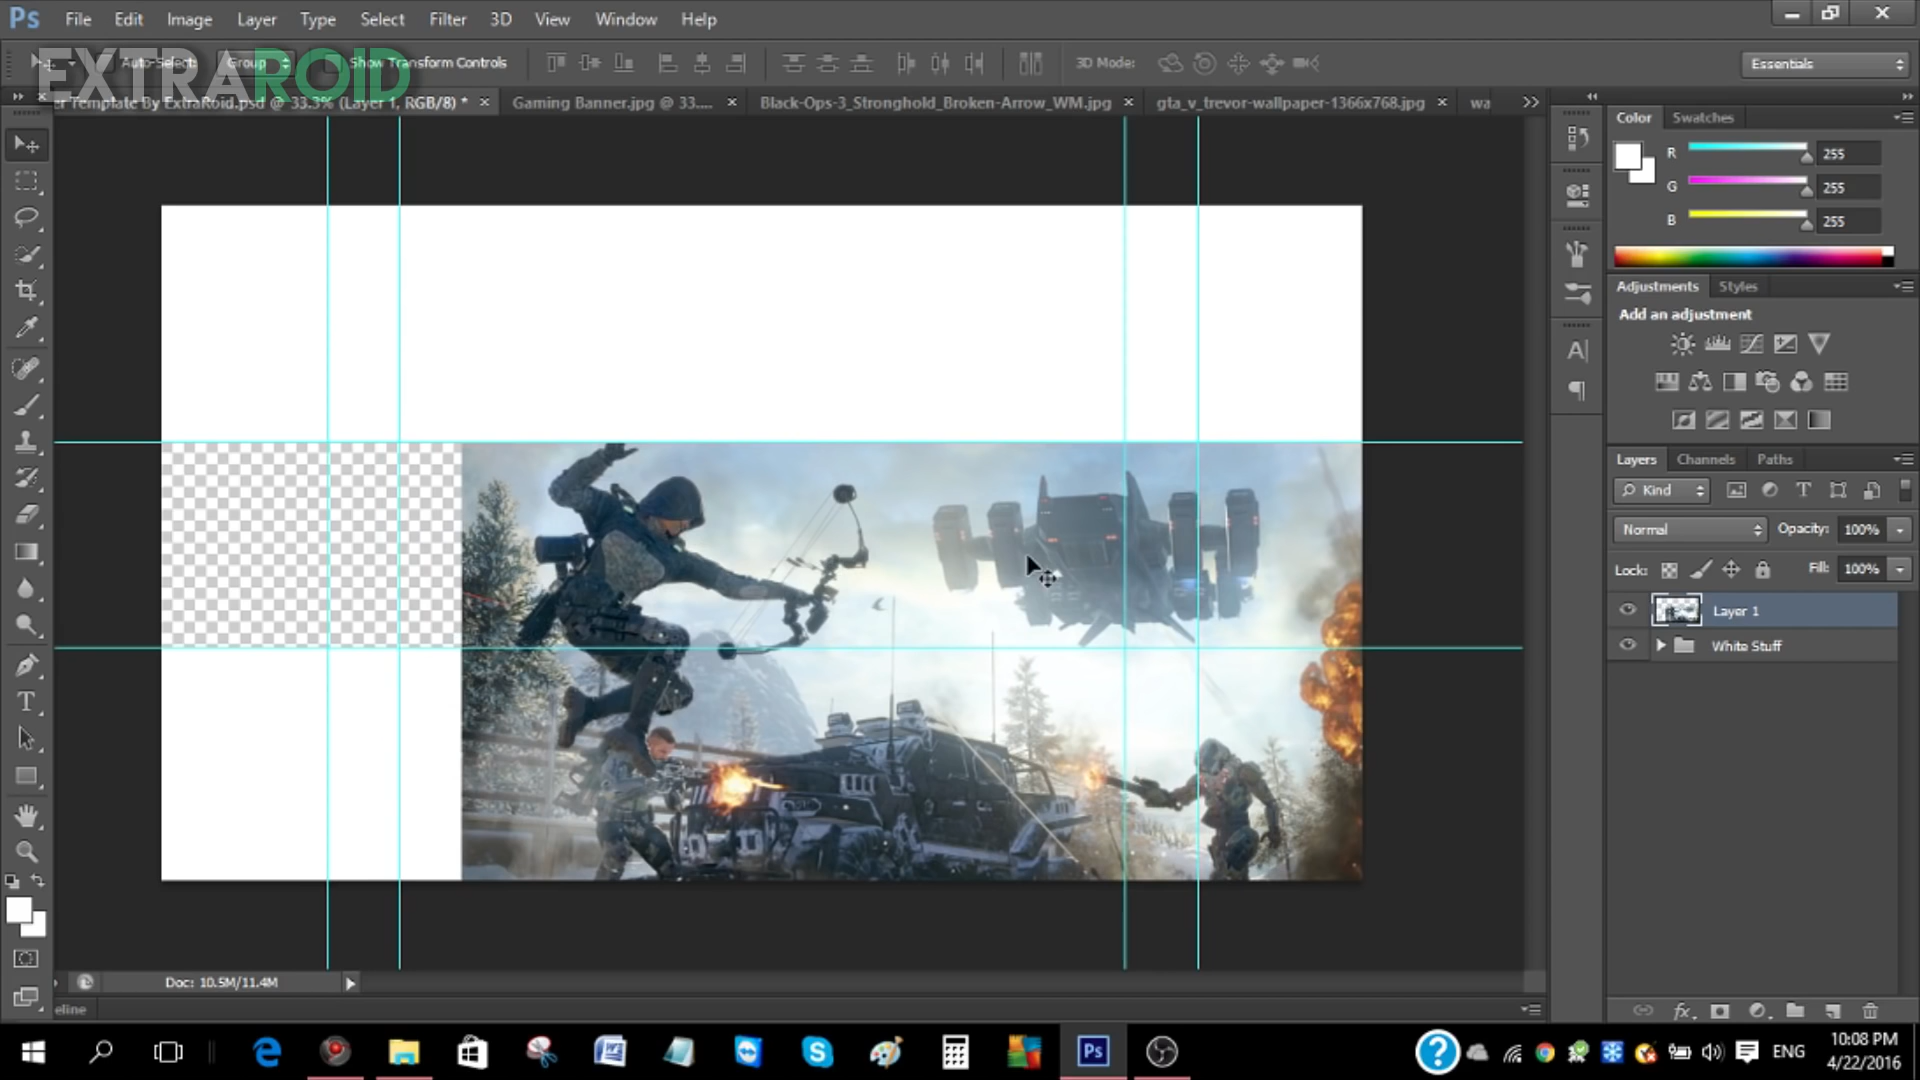 Ps File Edit Image Layer Type Select Filter 3D View Window Help
EXTRAROID
Auto-Select: Group Show Transform Controls 3D Mode: Essentials
er Template By ExtraRoid.psd @ 33.3% (Layer 1, RGB/8) * × Gaming Banner.jpg @ 33.... × Black-Ops-3_Stronghold_Broken-Arrow_WM.jpg × gta_v_trevor-wallpaper-1366x768.jpg × wa
Color Swatches
R 255
G 255
B 255
Adjustments Styles
Add an adjustment
Layers Channels Paths
Kind
Normal Opacity: 100%
Lock: Fill: 100%
Layer 1
White Stuff
Doc: 10.5M/11.4M
eline
ENG
10:08 PM
4/22/2016